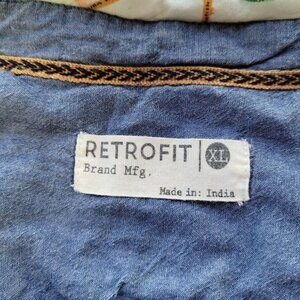 RETROFIT | XL
Brand Mfg.
Made in: India